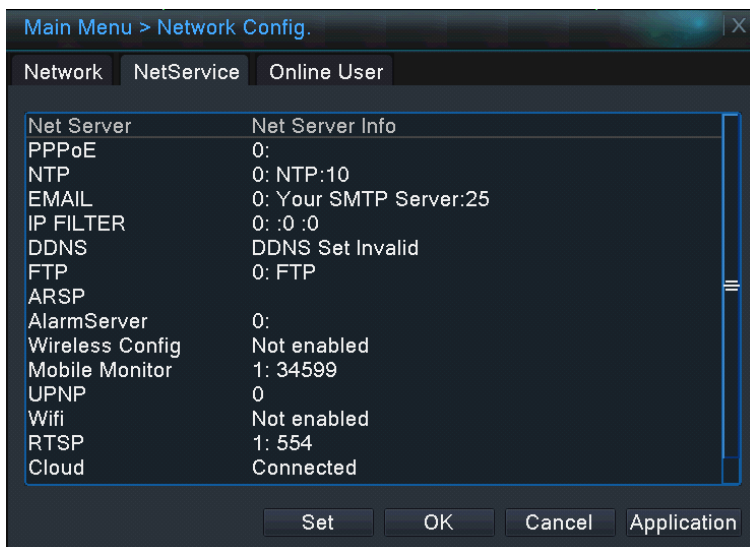 Main Menu > Network Config. X
Network NetService Online User
Net Server Net Server Info
PPPoE 0:
NTP 0: NTP:10
EMAIL 0: Your SMTP Server:25
IP FILTER 0: :0 :0
DDNS DDNS Set Invalid
FTP 0: FTP
ARSP
AlarmServer 0:
Wireless Config Not enabled
Mobile Monitor 1: 34599
UPNP 0
Wifi Not enabled
RTSP 1: 554
Cloud Connected
Set OK Cancel Application